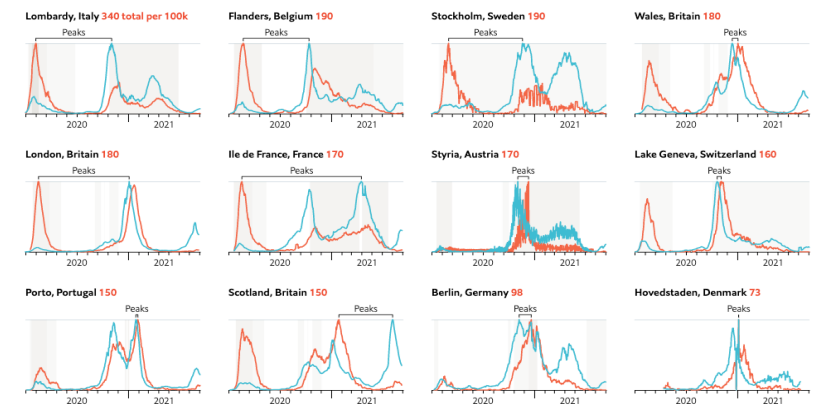 Lombardy, Italy 340 total per 100k
Peaks
2020 2021
Flanders, Belgium 190
Peaks
2020 2021
Stockholm, Sweden 190
Peaks
2020 2021
Wales, Britain 180
Peaks
2020 2021
London, Britain 180
Peaks
2020 2021
Ile de France, France 170
Peaks
2020 2021
Styria, Austria 170
Peaks
2020 2021
Lake Geneva, Switzerland 160
Peaks
2020 2021
Porto, Portugal 150
Peaks
2020 2021
Scotland, Britain 150
Peaks
2020 2021
Berlin, Germany 98
Peaks
2020 2021
Hovedstaden, Denmark 73
Peaks
2020 2021